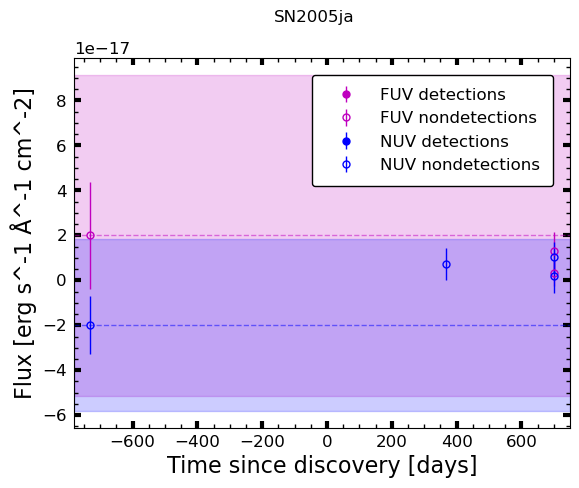 SN2005ja
1e−17
FUV detections
FUV nondetections
NUV detections
NUV nondetections
8
6
4
2
0
−2
−4
−6
Flux [erg s^-1 Å^-1 cm^-2]
−600 −400 −200 0 200 400 600
Time since discovery [days]